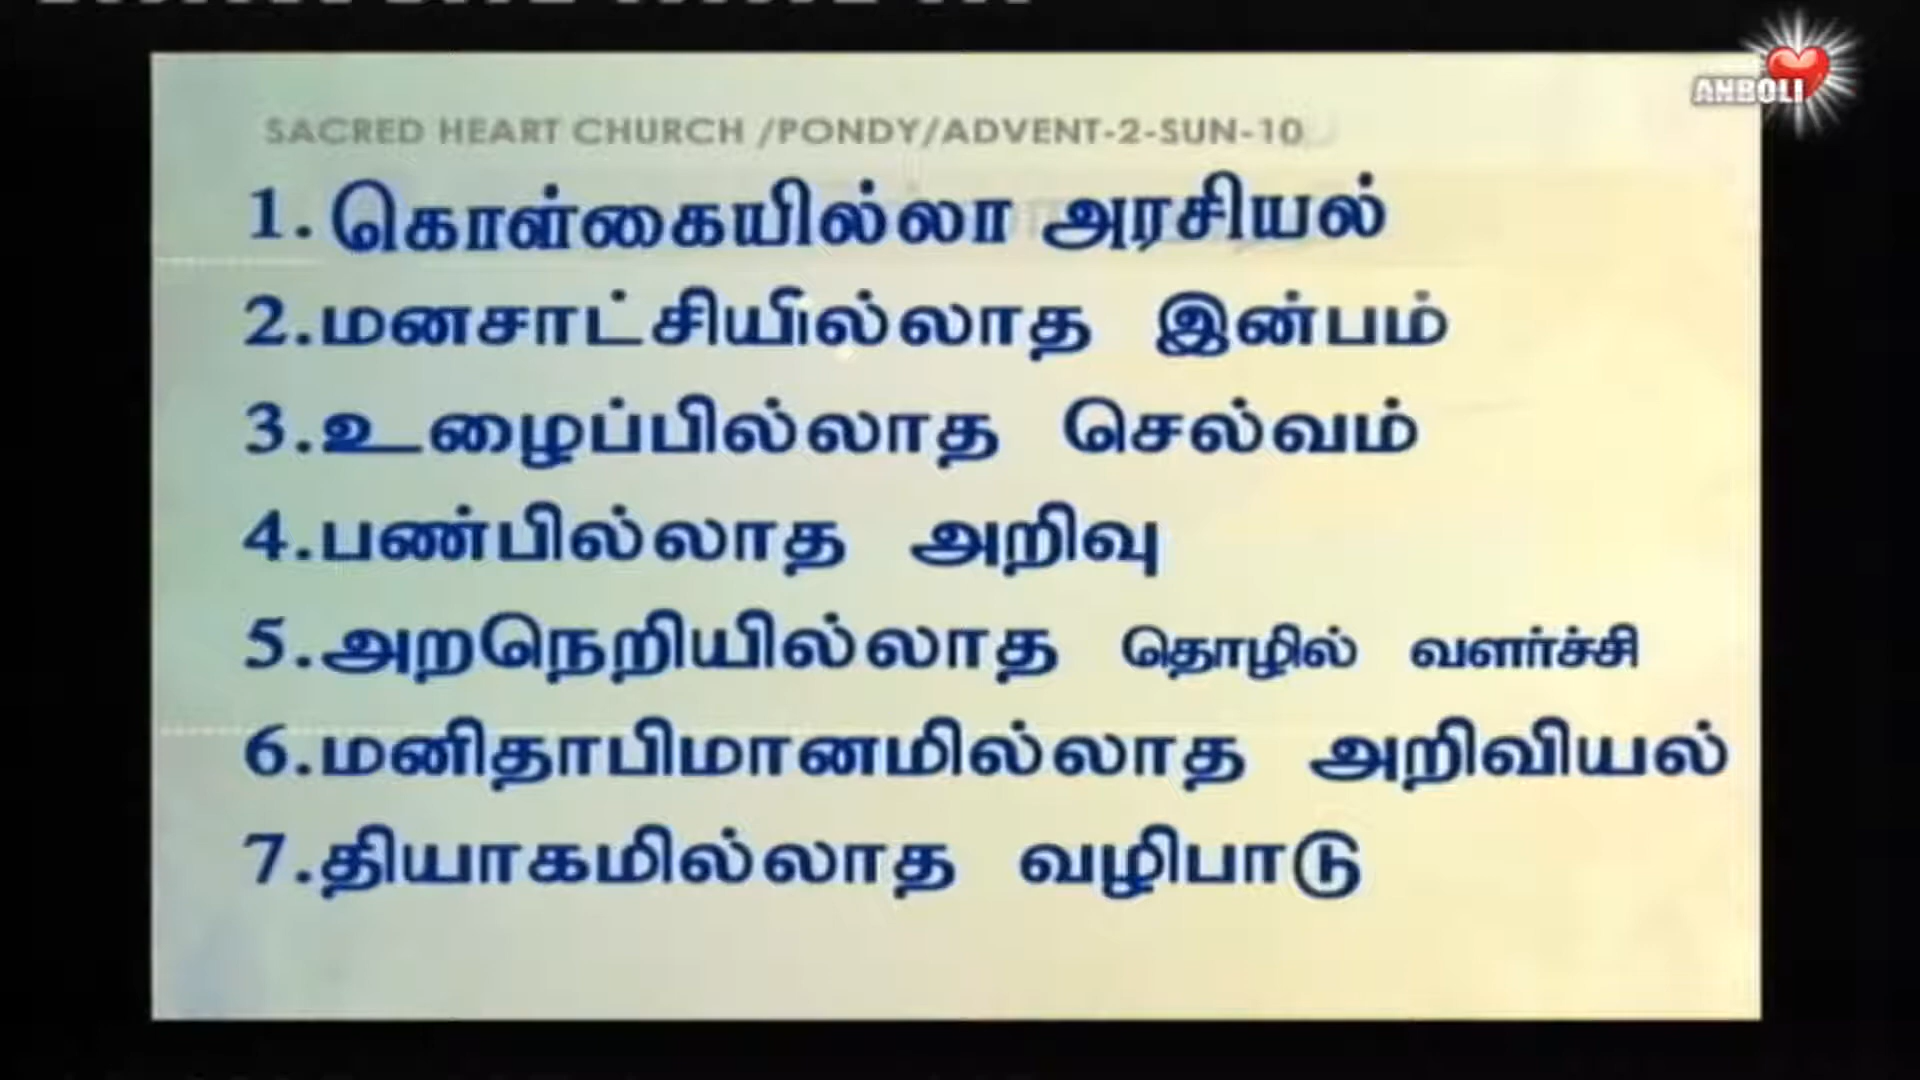 ANBOLI
SACRED HEART CHURCH /PONDY/ADVENT-2-SUN-10
1. கொள்கையில்லா அரசியல்
2.மனசாட்சியில்லாத இன்பம்
3.உழைப்பில்லாத செல்வம்
4.பண்பில்லாத அறிவு
5.அறநெறியில்லாத தொழில் வளர்ச்சி
6.மனிதாபிமானமில்லாத அறிவியல்
7.தியாகமில்லாத வழிபாடு